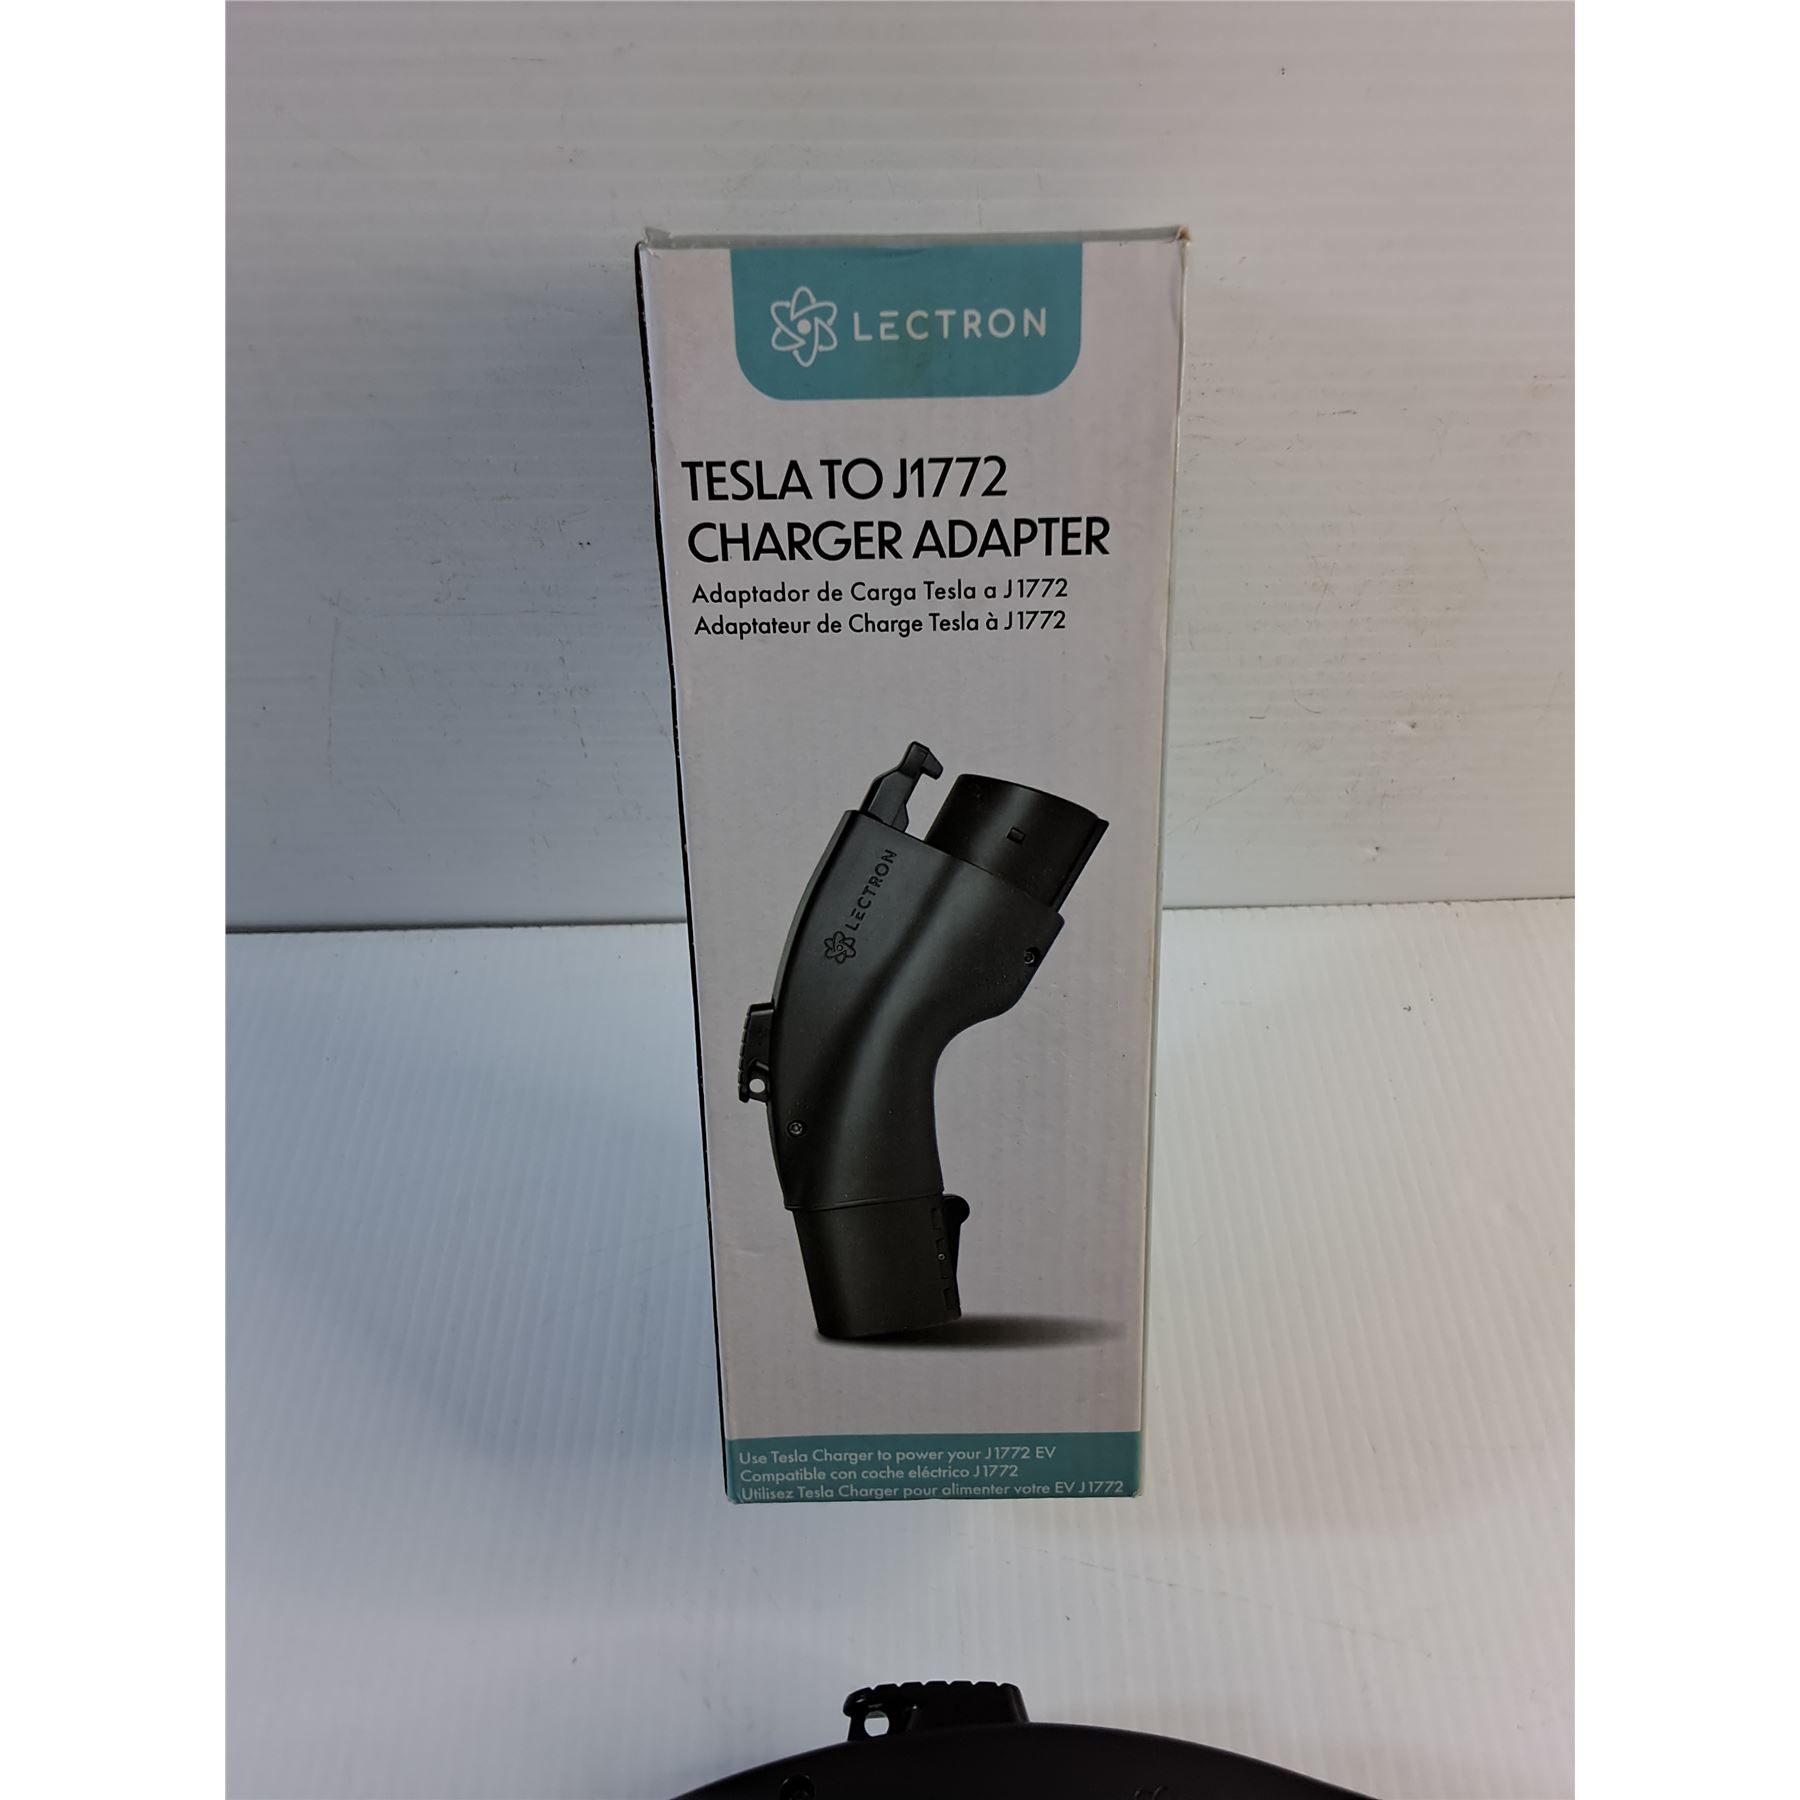 LECTRON
TESLA TO J1772
CHARGER ADAPTER
Adaptador de Carga Tesla a J1772
Adaptateur de Charge Tesla à J1772
LECTRON
Use Tesla Charger to power your J1772 EV
Compatible con coche eléctrico J1772
Utilisez Tesla Charger pour alimenter votre EV J1772